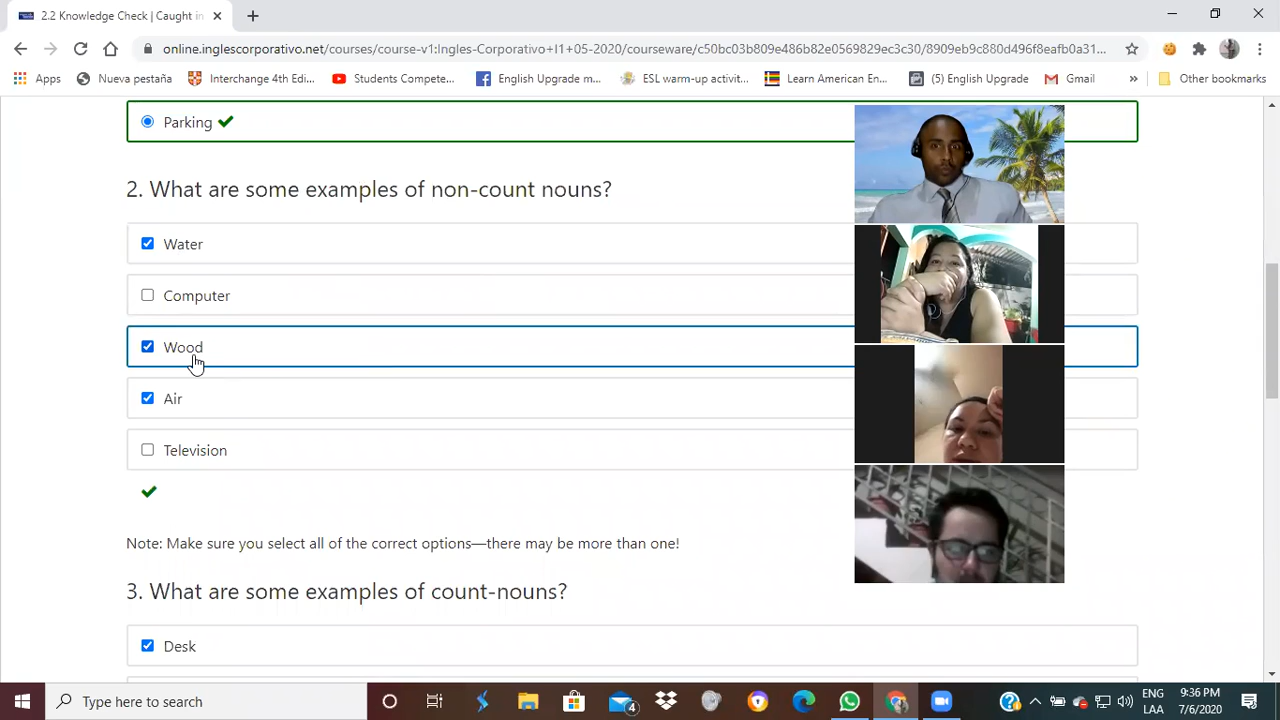 2.2 Knowledge Check | Caught in
online.inglescorporativo.net/courses/course-v1:Ingles-Corporativo+I1+05-2020/courseware/c50bc03b809e486b82e0569829ec3c30/8909eb9c880d496f8eafb0a31...
Apps Nueva pestaña Interchange 4th Edi... Students Compete... English Upgrade m... ESL warm-up activit... Learn American En... (5) English Upgrade Gmail » Other bookmarks
Parking
2. What are some examples of non-count nouns?
Water
Computer
Wood
Air
Television
Note: Make sure you select all of the correct options—there may be more than one!
3. What are some examples of count-nouns?
Desk
Type here to search
4
ENG
LAA
9:36 PM
7/6/2020